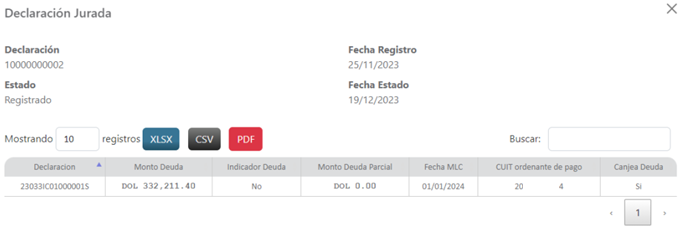 Declaración Jurada
Declaración Fecha Registro
10000000002 25/11/2023
Estado Fecha Estado
Registrado 19/12/2023
Mostrando 10 registros XLSX CSV PDF Buscar:
Declaracion Monto Deuda Indicador Deuda Monto Deuda Parcial Fecha MLC CUIT ordenante de pago Canjea Deuda
23033IC01000001S DOL 332,211.40 No DOL 0.00 01/01/2024 20 4 Si
‹ 1 ›